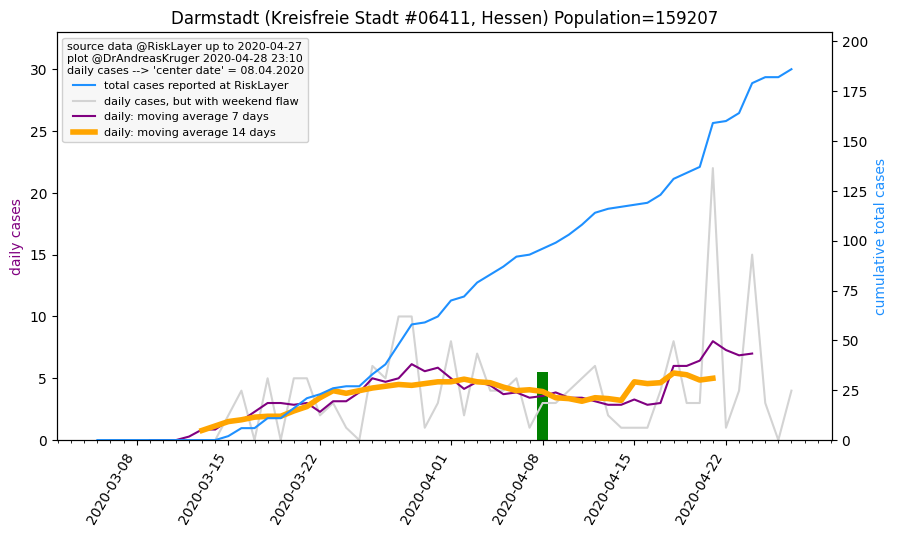 Darmstadt (Kreisfreie Stadt #06411, Hessen) Population=159207
source data @RiskLayer up to 2020-04-27
plot @DrAndreasKruger 2020-04-28 23:10
daily cases --> 'center date' = 08.04.2020
total cases reported at RiskLayer
daily cases, but with weekend flaw
daily: moving average 7 days
daily: moving average 14 days
daily cases
30
25
20
15
10
5
0
200
175
150
125
100
75
50
25
0
cumulative total cases
2020-03-08
2020-03-15
2020-03-22
2020-04-01
2020-04-08
2020-04-15
2020-04-22